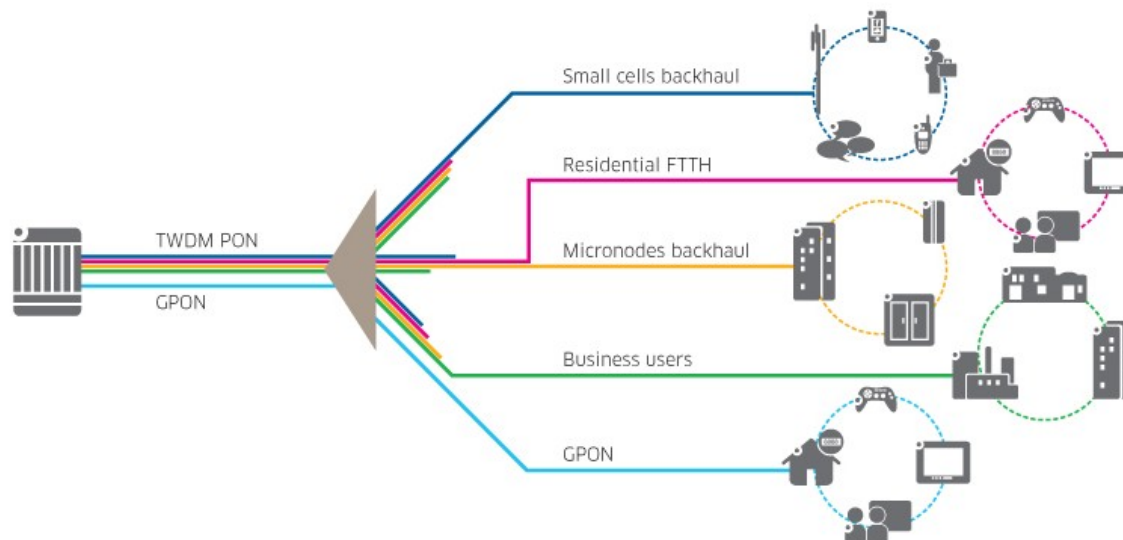 Small cells backhaul
Residential FTTH
TWDM PON
Micronodes backhaul
GPON
Business users
GPON